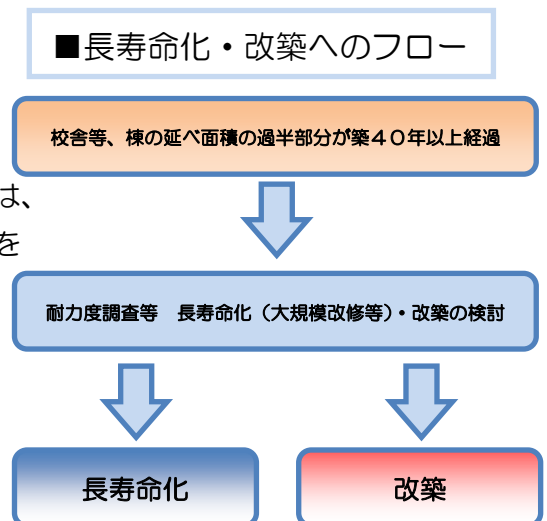 ■長寿命化・改築へのフロー
校舎等、棟の延べ面積の過半部分が築４０年以上経過
は、
を
耐力度調査等　長寿命化（大規模改修等）・改築の検討
長寿命化
改築